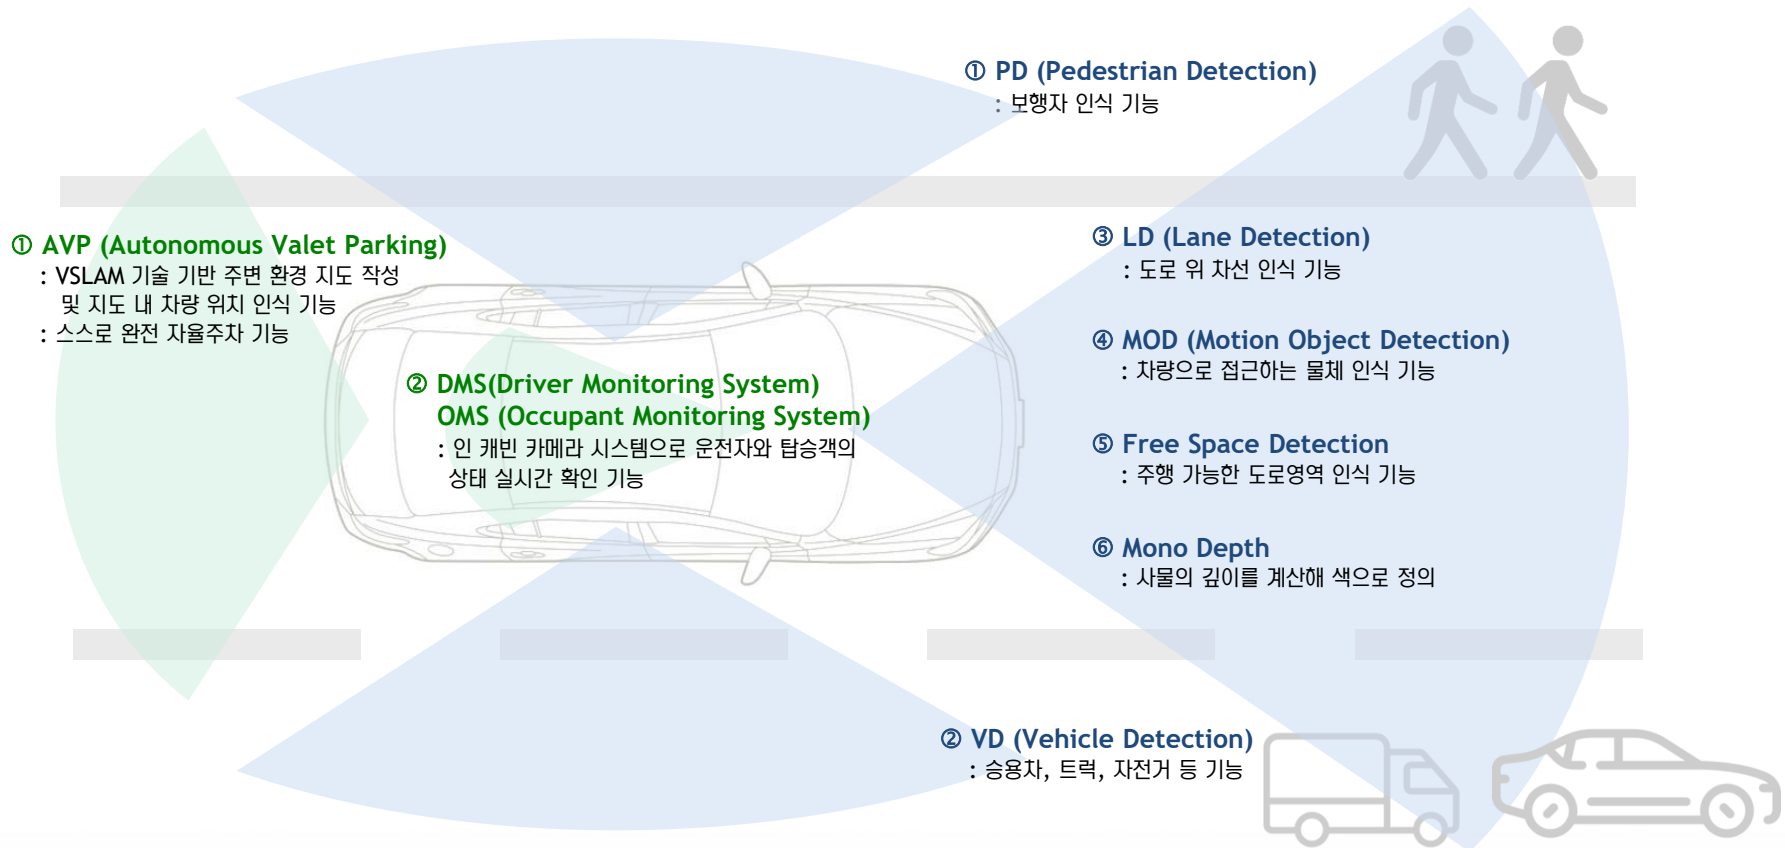 ① PD (Pedestrian Detection)
: 보행자 인식 기능
① AVP (Autonomous Valet Parking)
: VSLAM 기술 기반 주변 환경 지도 작성
및 지도 내 차량 위치 인식 기능
: 스스로 완전 자율주차 기능
② DMS(Driver Monitoring System)
OMS (Occupant Monitoring System)
: 인 캐빈 카메라 시스템으로 운전자와 탑승객의
상태 실시간 확인 기능
③ LD (Lane Detection)
: 도로 위 차선 인식 기능
④ MOD (Motion Object Detection)
: 차량으로 접근하는 물체 인식 기능
⑤ Free Space Detection
: 주행 가능한 도로영역 인식 기능
⑥ Mono Depth
: 사물의 깊이를 계산해 색으로 정의
② VD (Vehicle Detection)
: 승용차, 트럭, 자전거 등 기능